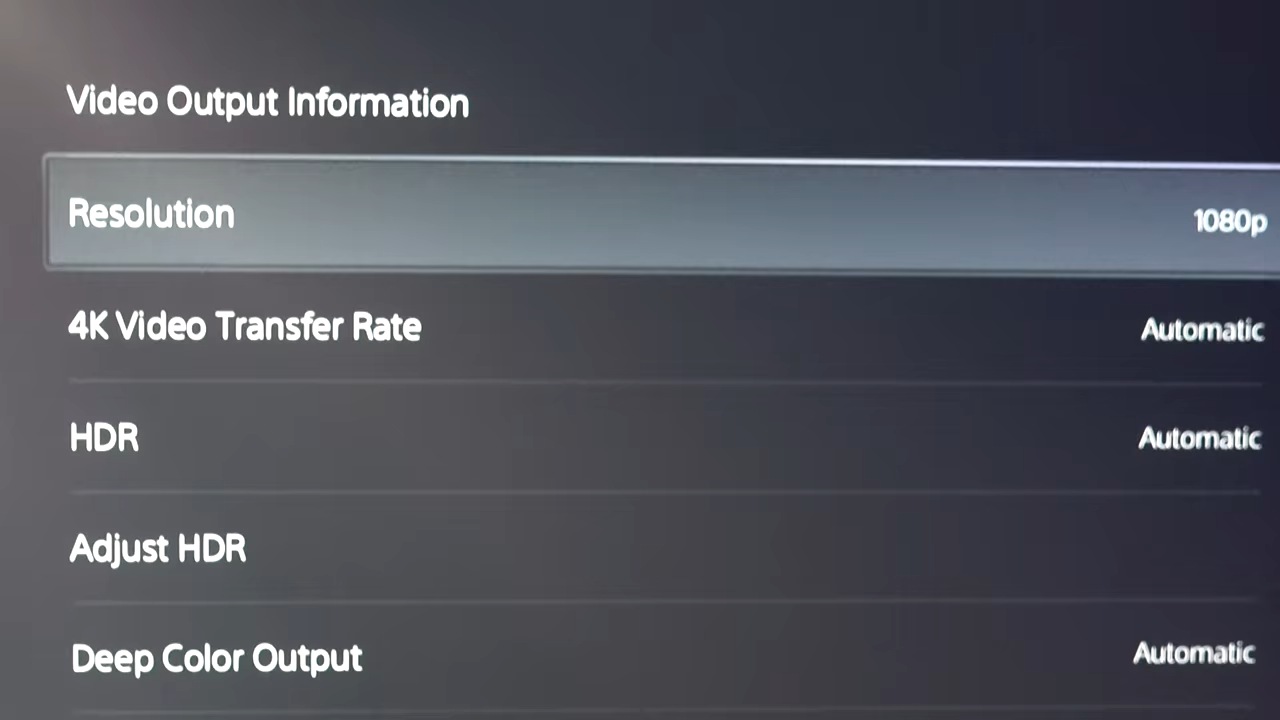 Video Output Information
Resolution 1080p
4K Video Transfer Rate Automatic
HDR Automatic
Adjust HDR
Deep Color Output Automatic